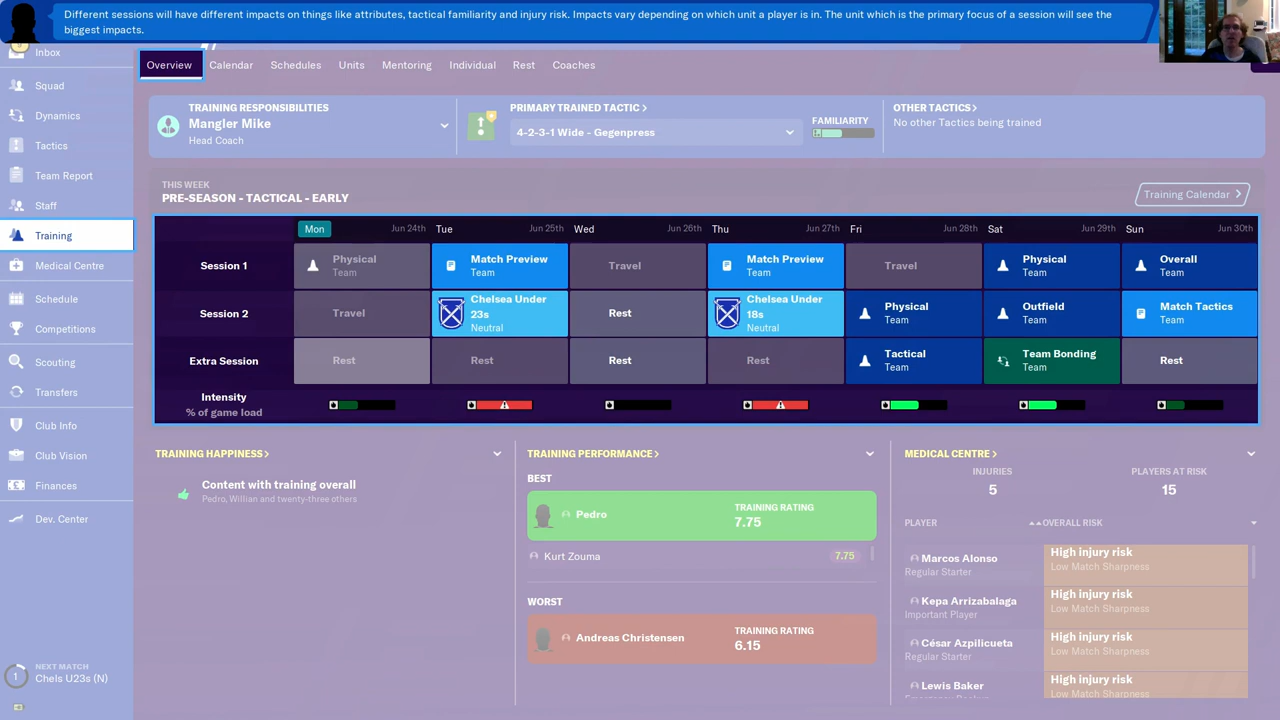 Different sessions will have different impacts on things like attributes, tactical familiarity and injury risk. Impacts vary depending on which unit a player is in. The unit which is the primary focus of a session will see the
biggest impacts.
Inbox
Squad
Dynamics
Tactics
Team Report
Staff
Training
Medical Centre
Schedule
Competitions
Scouting
Transfers
Club Info
Club Vision
Finances
Dev. Center
1
NEXT MATCH
Chels U23s (N)
Overview Calendar Schedules Units Mentoring Individual Rest Coaches
TRAINING RESPONSIBILITIES
Mangler Mike
Head Coach
PRIMARY TRAINED TACTIC >
4-2-3-1 Wide - Gegenpress
FAMILIARITY
OTHER TACTICS >
No other Tactics being trained
THIS WEEK
PRE-SEASON - TACTICAL - EARLY
Training Calendar >
Mon Jun 24th Tue Jun 25th Wed Jun 26th Thu Jun 27th Fri Jun 28th Sat Jun 29th Sun Jun 30th
Session 1
Physical
Team
Match Preview
Team
Travel
Match Preview
Team
Travel
Physical
Team
Overall
Team
Session 2
Travel
Chelsea Under
23s
Neutral
Rest
Chelsea Under
18s
Neutral
Physical
Team
Outfield
Team
Match Tactics
Team
Extra Session
Rest
Rest
Rest
Rest
Tactical
Team
Team Bonding
Team
Rest
Intensity
% of game load
TRAINING HAPPINESS >
Content with training overall
Pedro, Willian and twenty-three others
TRAINING PERFORMANCE >
BEST
Pedro
TRAINING RATING
7.75
Kurt Zouma 7.75
WORST
Andreas Christensen
TRAINING RATING
6.15
MEDICAL CENTRE >
INJURIES
5
PLAYERS AT RISK
15
PLAYER OVERALL RISK
Marcos Alonso
Regular Starter
High injury risk
Low Match Sharpness
Kepa Arrizabalaga
Important Player
High injury risk
Low Match Sharpness
César Azpilicueta
Regular Starter
High injury risk
Low Match Sharpness
Lewis Baker
High injury risk
Low Match Sharpness